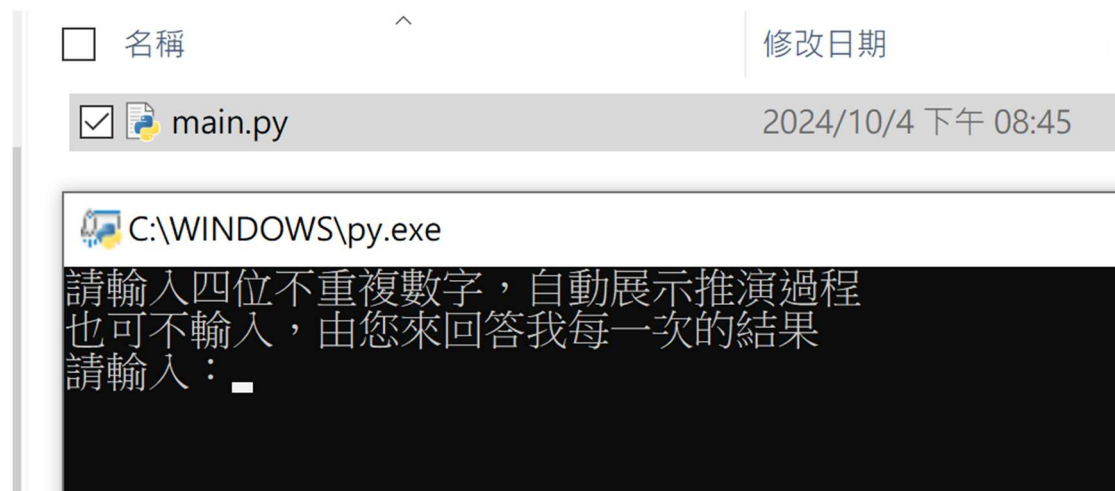 名稱 修改日期
main.py 2024/10/4 下午 08:45
C:\WINDOWS\py.exe
請輸入四位不重複數字，自動展示推演過程
也可不輸入，由您來回答我每一次的結果
請輸入：